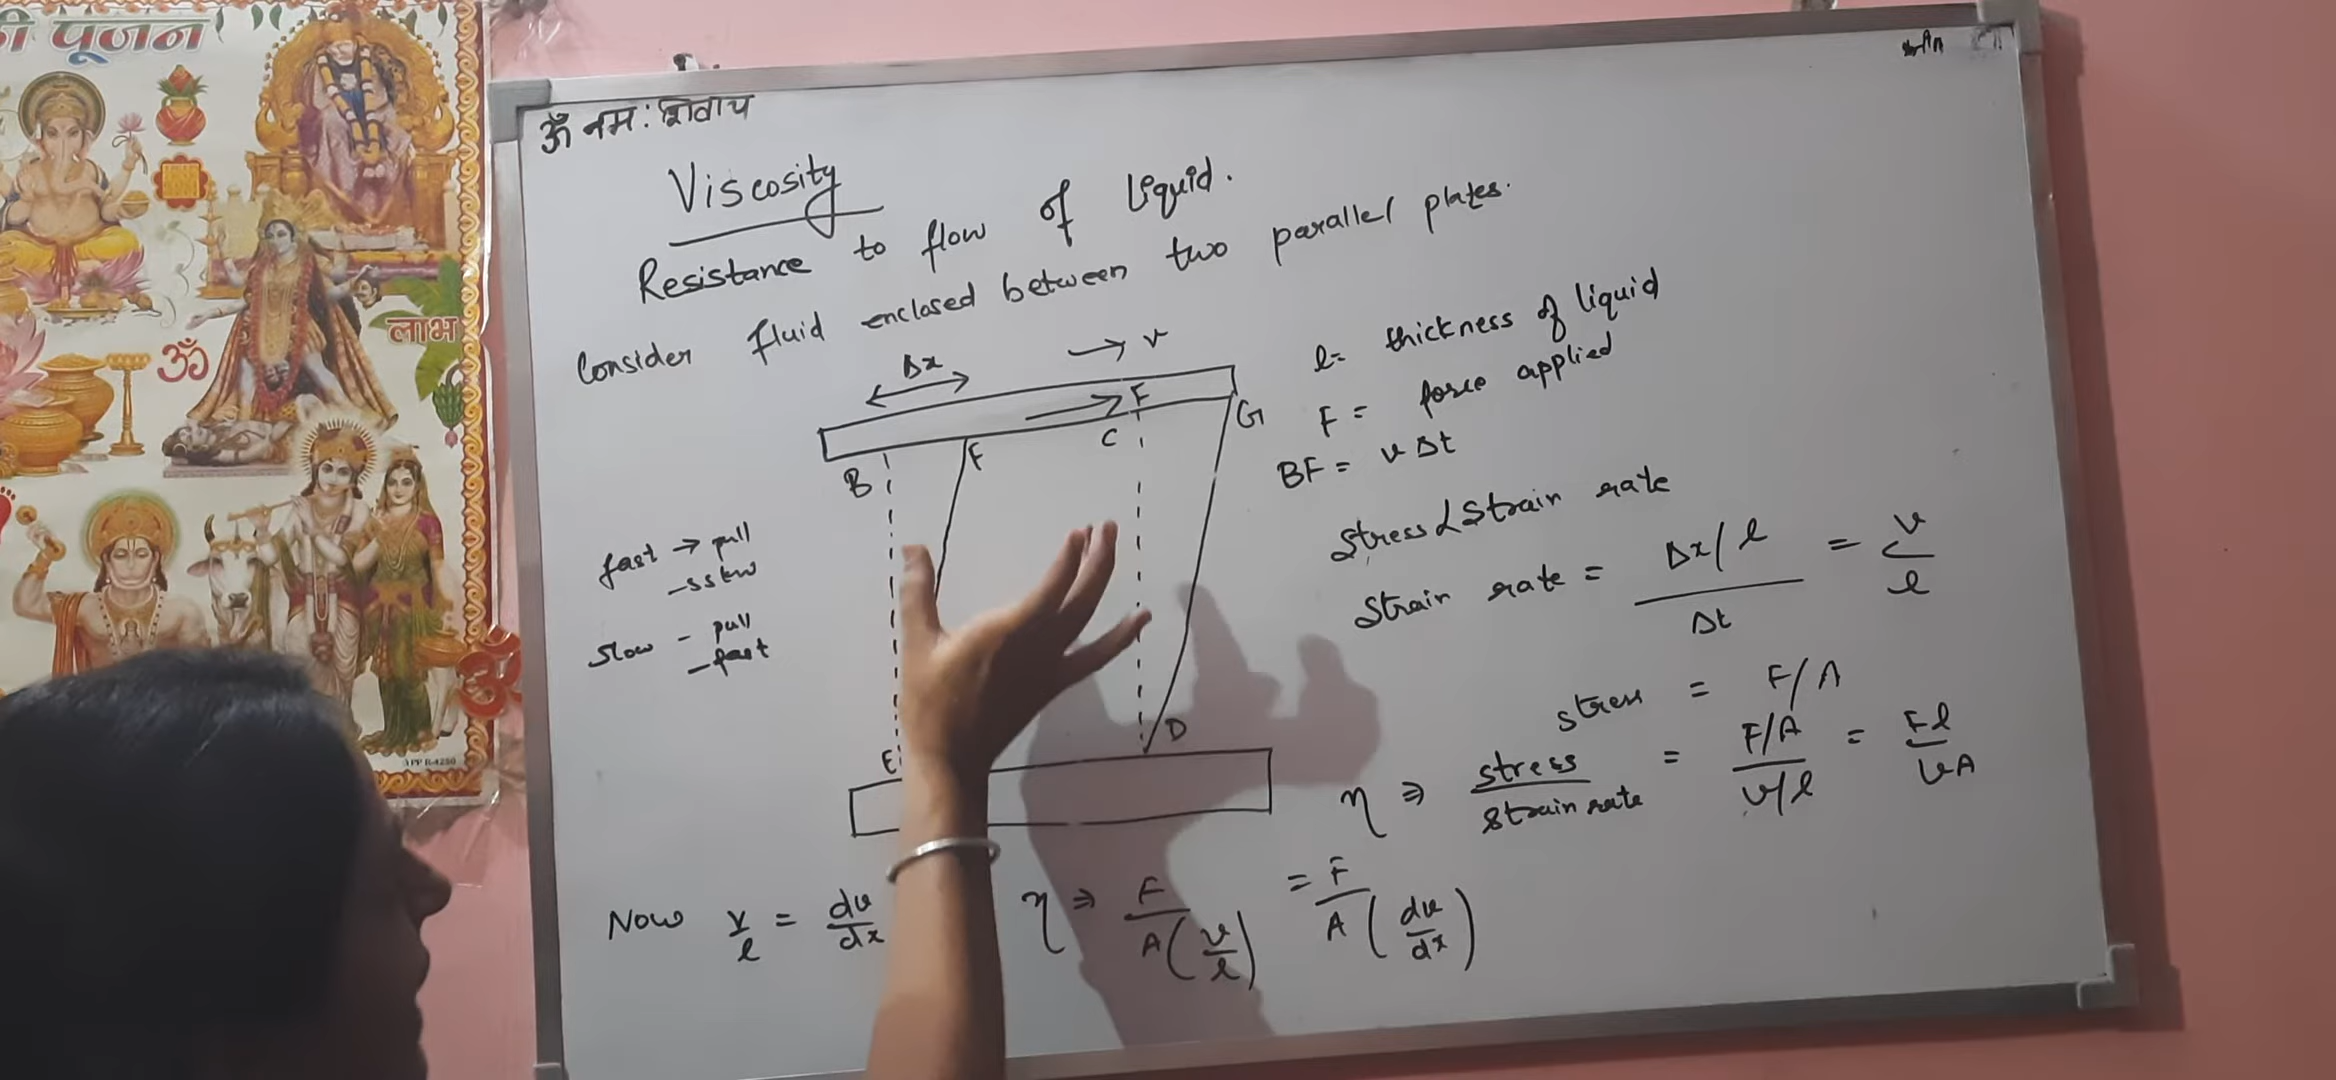 की पूजन
लाभ
ॐ
ॐ
ॐ नमः शिवाय
Viscosity
Resistance to flow of liquid.
Consider fluid enclosed between two parallel plates.
Δx
→ v
F
B
F
C
G
E
D
fast → pull
slow - pull
- fast
l = thickness of liquid
F = force applied
BF = v Δt
Stress α Strain rate
Strain rate = Δx/l / Δt = v/l
stress = F/A
η ⇒ stress/strain rate = F/A / v/l = Fl/vA
Now v/l = dv/dx
η ⇒ F/A(v/l) = F/A(dv/dx)